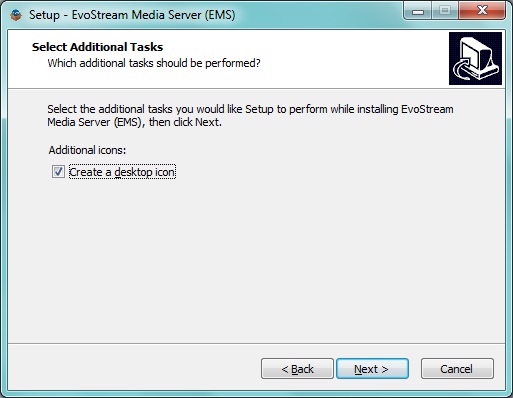 Setup - EvoStream Media Server (EMS)
Select Additional Tasks
Which additional tasks should be performed?
Select the additional tasks you would like Setup to perform while installing EvoStream
Media Server (EMS), then click Next.
Additional icons:
Create a desktop icon
< Back Next > Cancel